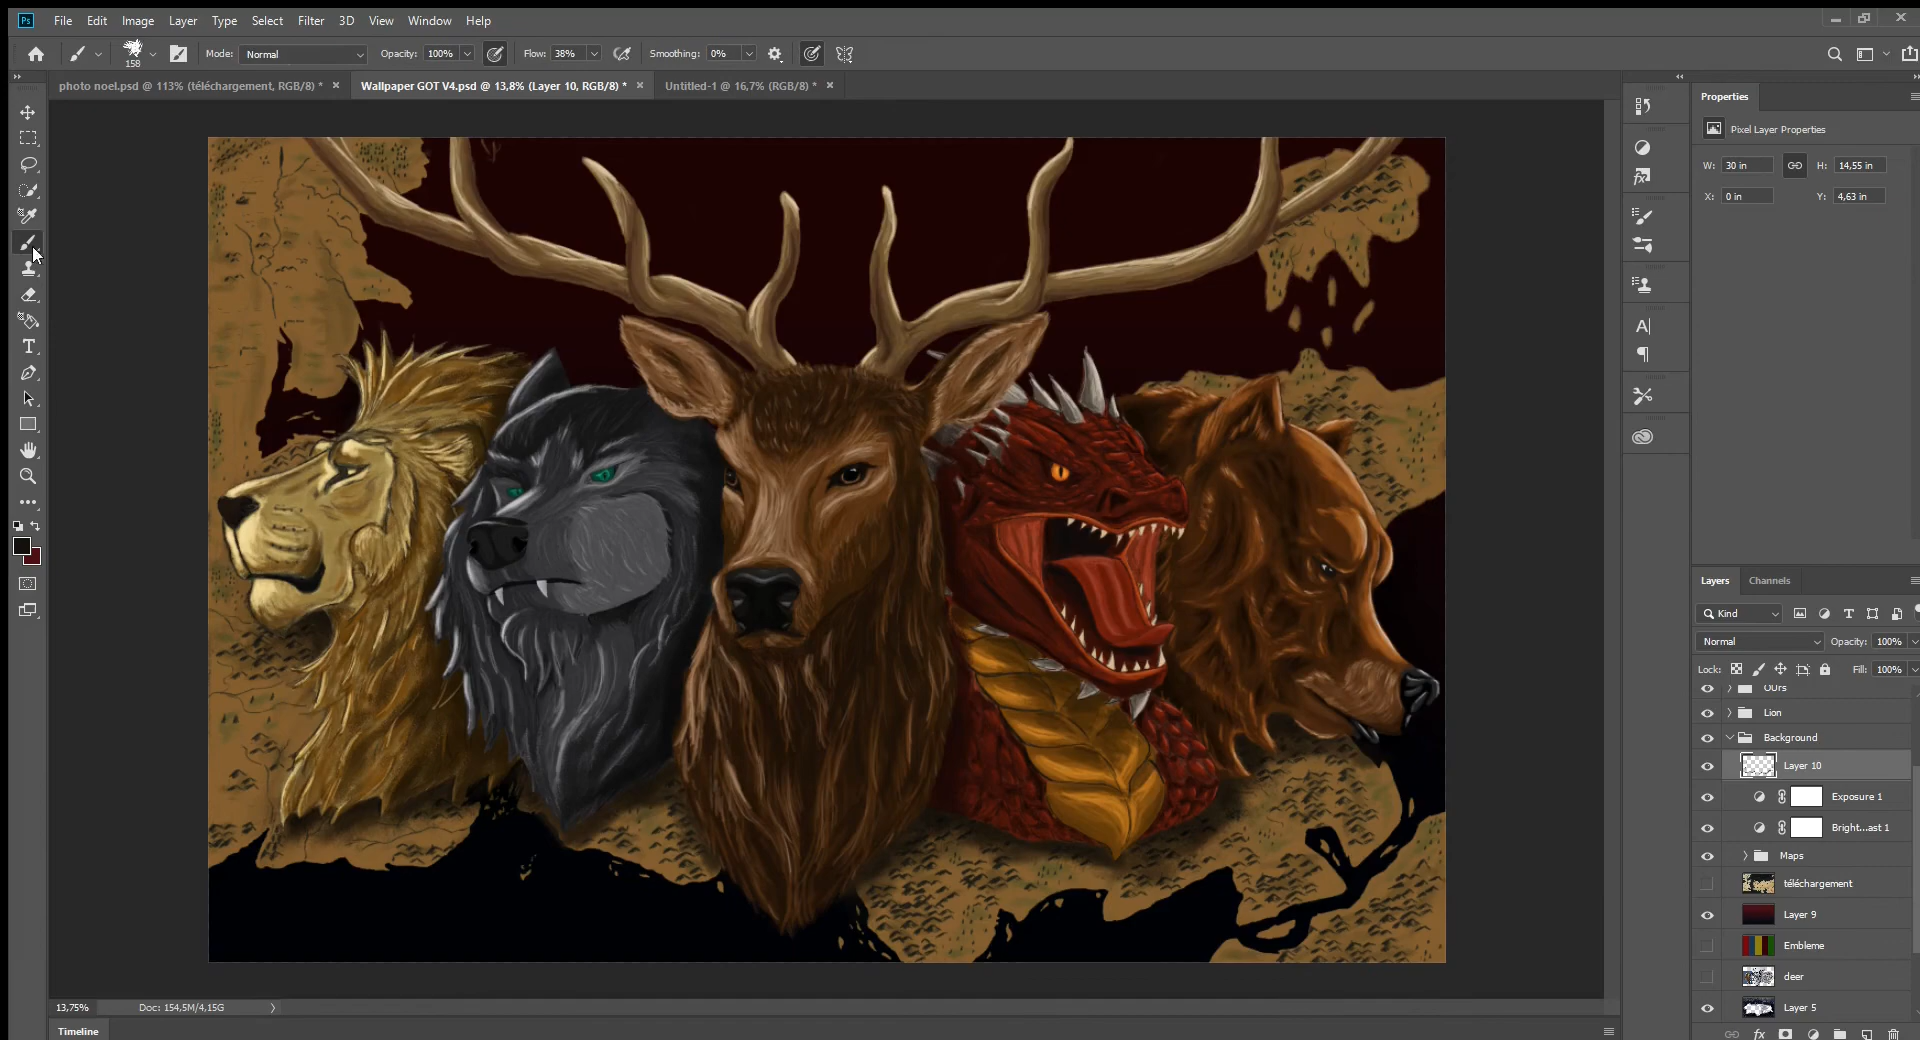 Ps File Edit Image Layer Type Select Filter 3D View Window Help
158 Mode: Normal Opacity: 100% Flow: 38% Smoothing: 0%
photo noel.psd @ 113% (téléchargement, RGB/8) * × Wallpaper GOT V4.psd @ 13,8% (Layer 10, RGB/8) * × Untitled-1 @ 16,7% (RGB/8) * ×
Properties
Pixel Layer Properties
W: 30 in H: 14,55 in
X: 0 in Y: 4,63 in
Layers Channels
Kind
Normal Opacity: 100%
Lock: Fill: 100%
OUrs
Lion
Background
Layer 10
Exposure 1
Bright...ast 1
Maps
téléchargement
Layer 9
Embleme
deer
Layer 5
13,75% Doc: 154,5M/4,15G
Timeline